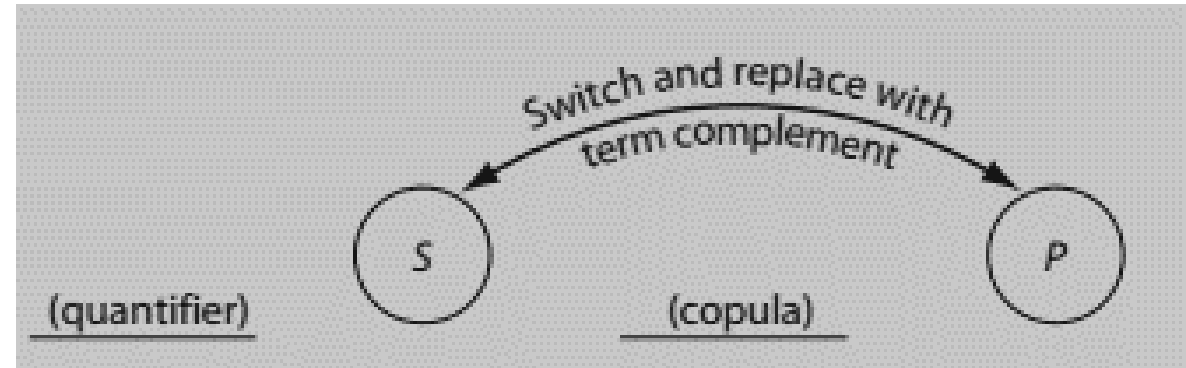 Switch and replace with
term complement
S
P
(quantifier)
(copula)